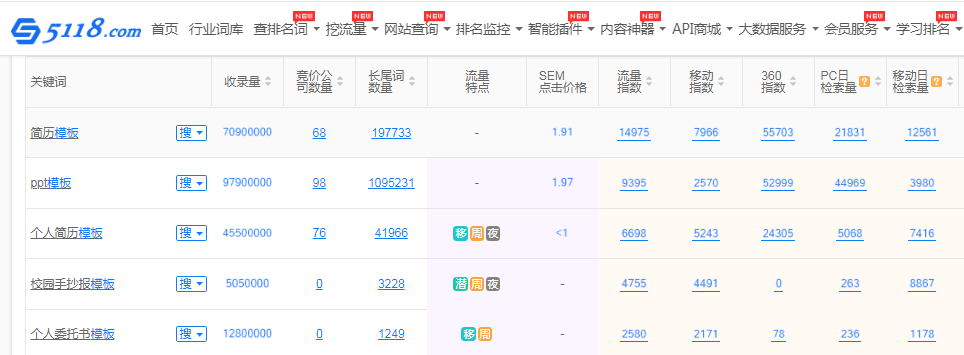 5118.com 首页 行业词库 查排名词 NEW 挖流量 NEW 网站查询 NEW 排名监控 智能插件 NEW 内容神器 NEW API商城 大数据服务 会员服务 NEW 学习排名 NEW
关键词 收录量 竞价公司数量 长尾词数量 流量特点 SEM点击价格 流量指数 移动指数 360指数 PC日检索量 ? 移动日检索量 ?
简历模板 搜 70900000 68 197733 - 1.91 14975 7966 55703 21831 12561
ppt模板 搜 97900000 98 1095231 - 1.97 9395 2570 52999 44969 3980
个人简历模板 搜 45500000 76 41966 移 周 夜 <1 6698 5243 24305 5068 7416
校园手抄报模板 搜 5050000 0 3228 潜 周 夜 - 4755 4491 0 263 8867
个人委托书模板 搜 12800000 0 1249 移 周 - 2580 2171 78 236 1178